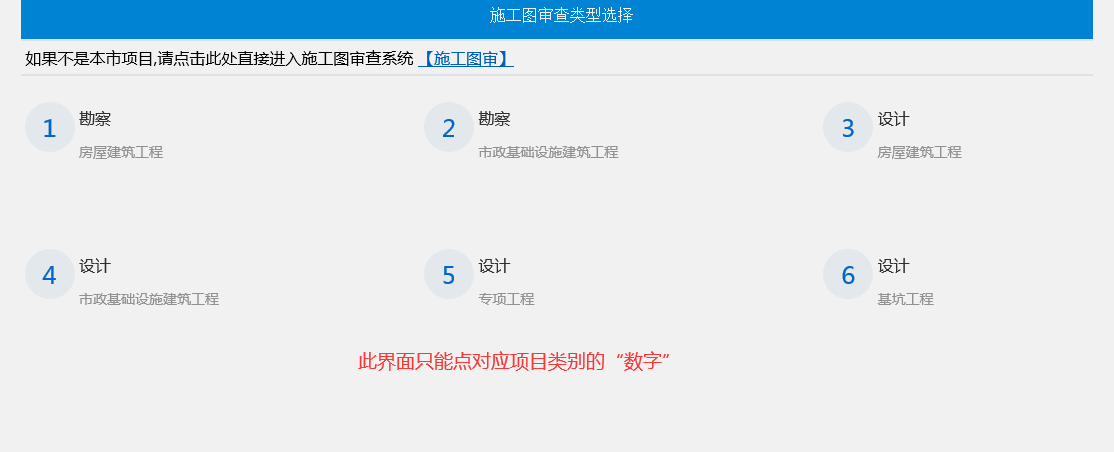 施工图审查类型选择
如果不是本市项目,请点击此处直接进入施工图审查系统 【施工图审】
1 勘察
房屋建筑工程
2 勘察
市政基础设施建筑工程
3 设计
房屋建筑工程
4 设计
市政基础设施建筑工程
5 设计
专项工程
6 设计
基坑工程
此界面只能点对应项目类别的“数字”